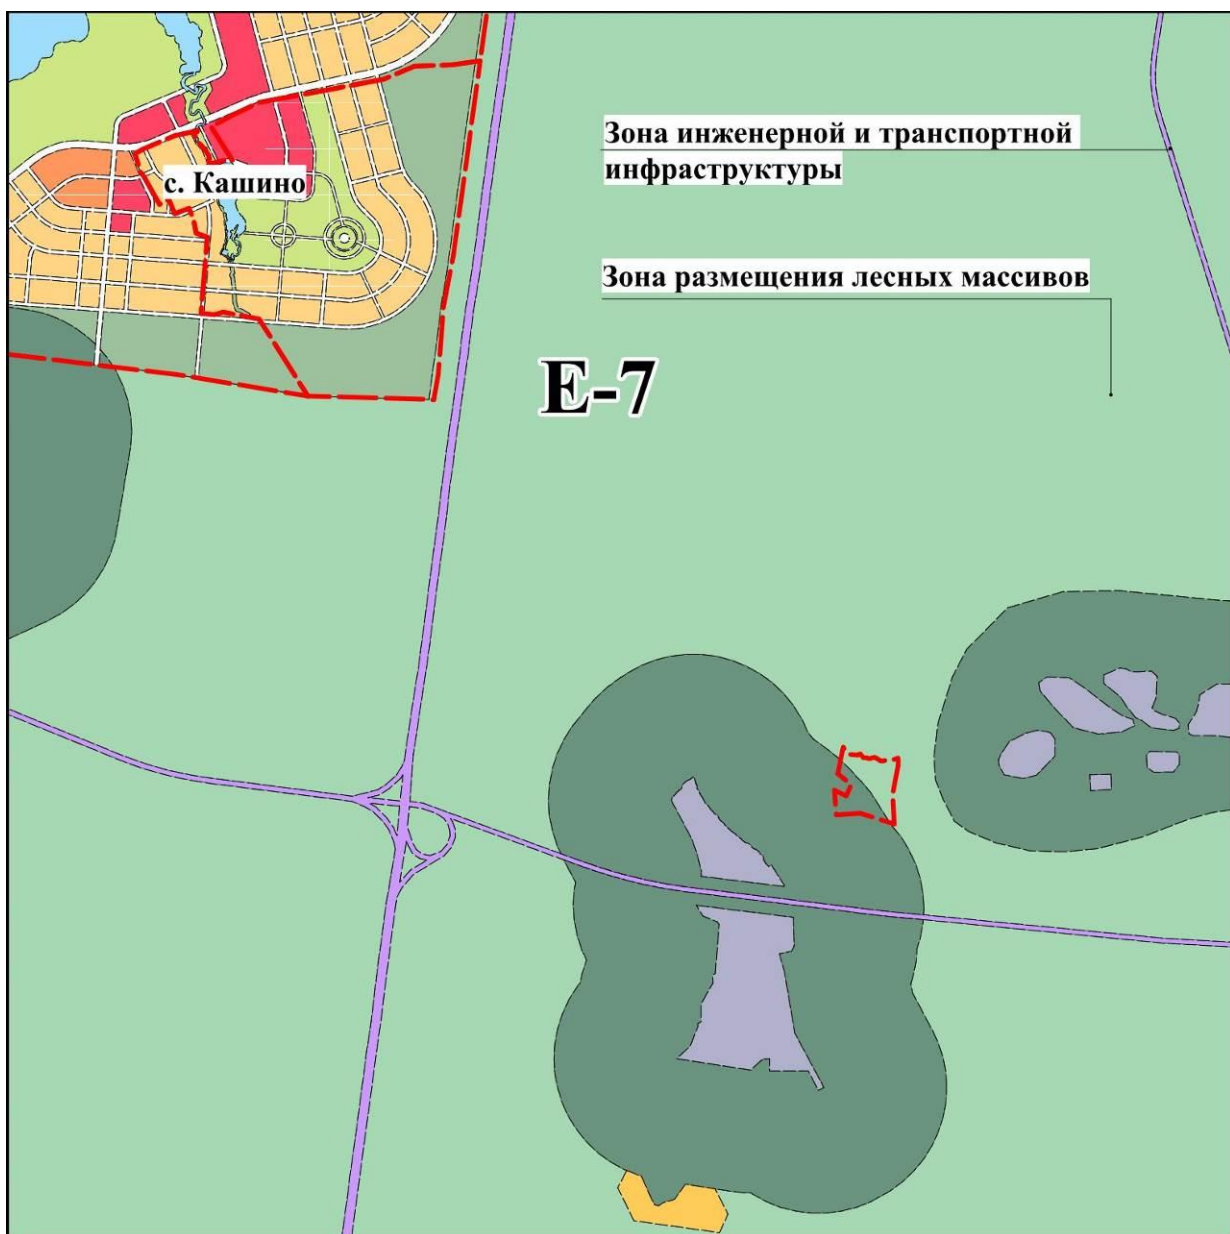 Зона инженерной и транспортной
инфраструктуры
с. Кашино
Зона размещения лесных массивов
Е-7